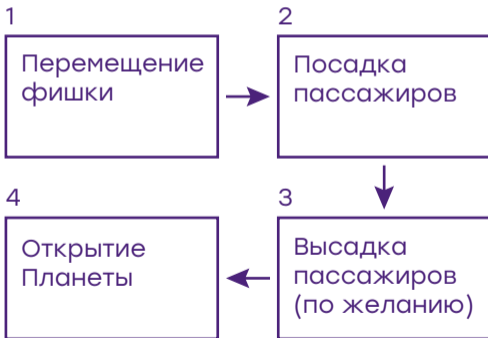 1
Перемещение
фишки
2
Посадка
пассажиров
3
Высадка
пассажиров
(по желанию)
4
Открытие
Планеты